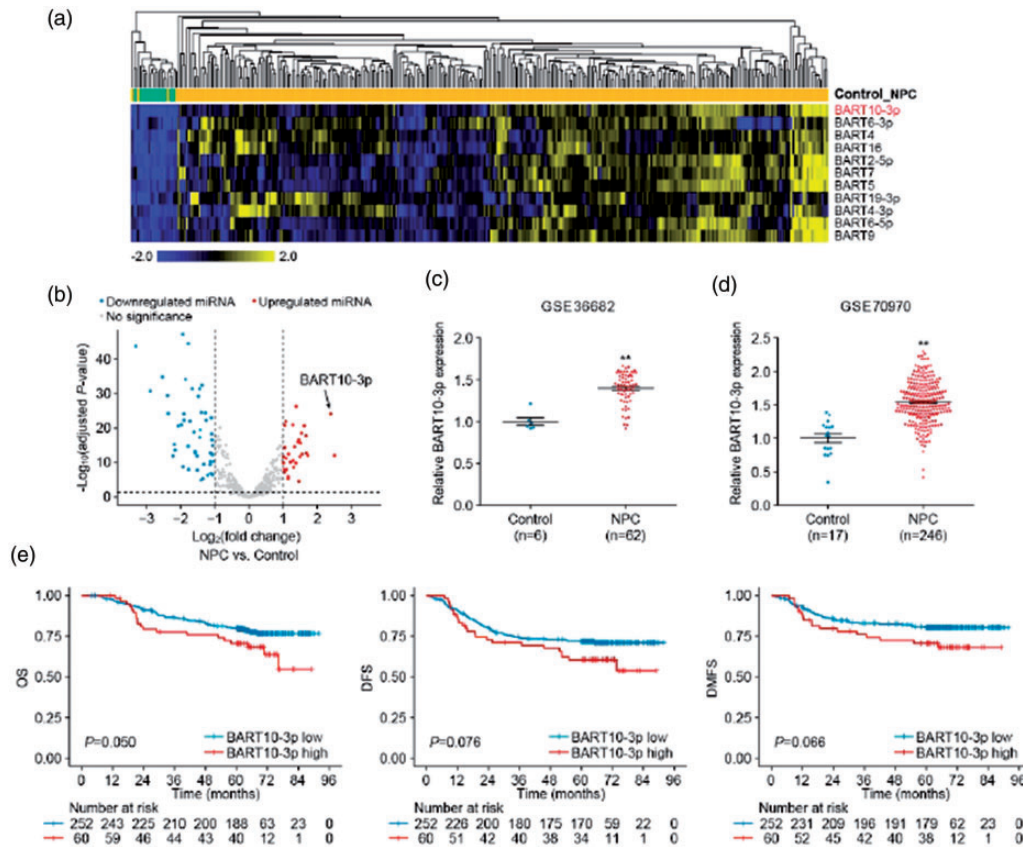 (a)
Control_NPC
BART10-3p
BART6-3p
BART4
BART16
BART2-5p
BART7
BART5
BART19-3p
BART4-3p
BART6-5p
BART9
-2.0 2.0
(b)
Downregulated miRNA Upregulated miRNA
No significance
BART10-3p
-Log10(adjusted P-value)
40
30
20
10
0
-3 -2 -1 0 1 2 3
Log2(fold change)
NPC vs. Control
(c)
GSE36682
Relative BART10-3p expression
2.0
1.5
1.0
0.5
0.0
**
Control NPC
(n=6) (n=62)
(d)
GSE70970
Relative BART10-3p expression
2.5
2.0
1.5
1.0
0.5
0.0
**
Control NPC
(n=17) (n=246)
(e)
OS
1.00
0.75
0.50
0.25
0.00
P=0.050
BART10-3p low
BART10-3p high
0 12 24 36 48 60 72 84 96
Time (months)
Number at risk
252 243 225 210 200 188 63 23 0
60 59 46 44 43 40 12 1 0
DFS
1.00
0.75
0.50
0.25
0.00
P=0.076
BART10-3p low
BART10-3p high
0 12 24 36 48 60 72 84 96
Time (months)
Number at risk
252 226 200 180 175 170 59 22 0
60 51 42 40 38 34 11 1 0
DMFS
1.00
0.75
0.50
0.25
0.00
P=0.066
BART10-3p low
BART10-3p high
0 12 24 36 48 60 72 84 96
Time (months)
Number at risk
252 231 209 196 191 179 62 23 0
60 52 45 42 40 38 12 1 0